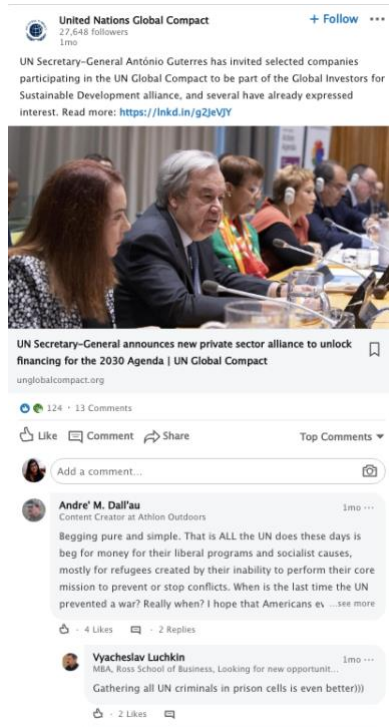 United Nations Global Compact
+ Follow ...
27,648 followers
1mo
UN Secretary-General António Guterres has invited selected companies
participating in the UN Global Compact to be part of the Global Investors for
Sustainable Development alliance, and several have already expressed
interest. Read more: https://lnkd.in/g2JeVJY
UN Secretary-General announces new private sector alliance to unlock
financing for the 2030 Agenda | UN Global Compact
unglobalcompact.org
124 · 13 Comments
Like Comment Share Top Comments
Add a comment...
Andre' M. Dall'au 1mo ...
Content Creator at Athlon Outdoors
Begging pure and simple. That is ALL the UN does these days is
beg for money for their liberal programs and socialist causes,
mostly for refugees created by their inability to perform their core
mission to prevent or stop conflicts. When is the last time the UN
prevented a war? Really when? I hope that Americans ev ...see more
· 4 Likes · 2 Replies
Vyacheslav Luchkin 1mo ...
MBA, Ross School of Business, Looking for new opportunit...
Gathering all UN criminals in prison cells is even better)))
· 2 Likes